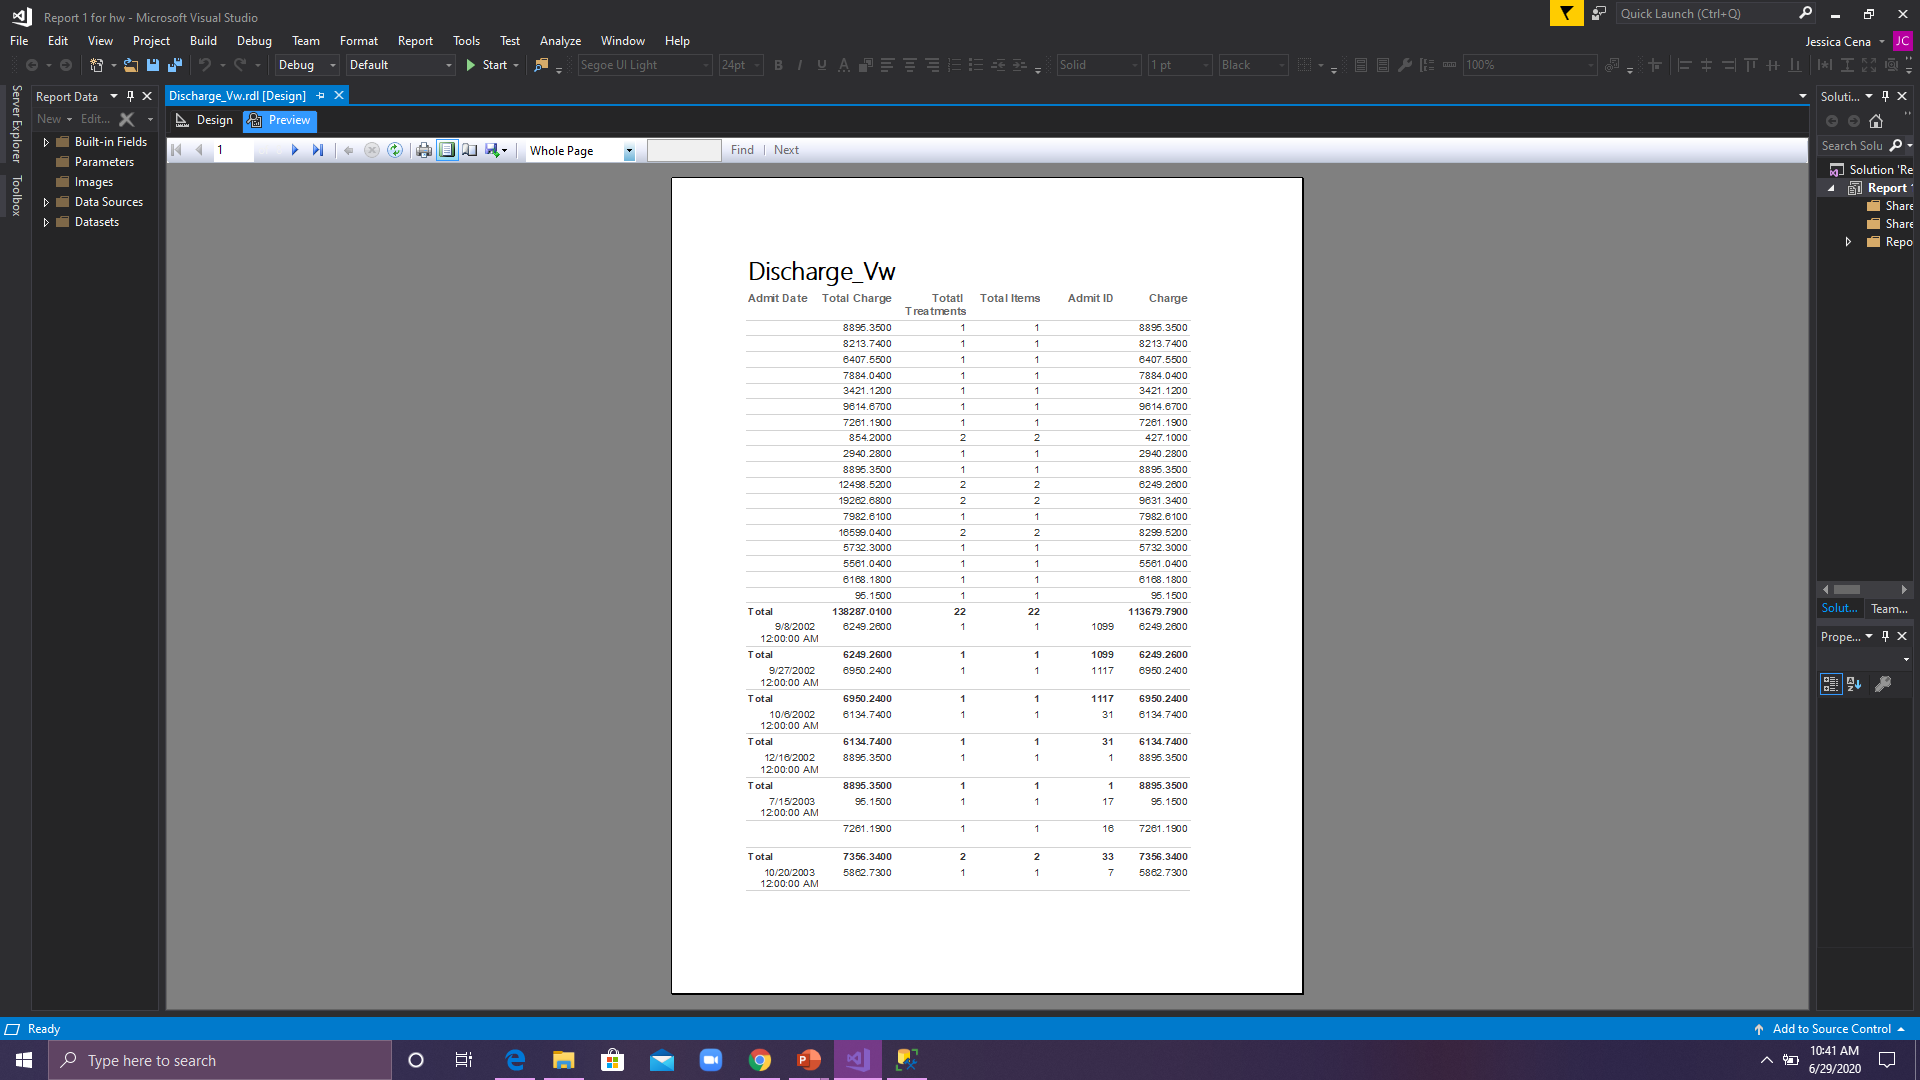 Report 1 for hw - Microsoft Visual Studio
Quick Launch (Ctrl+Q)
File Edit View Project Build Debug Team Format Report Tools Test Analyze Window Help
Jessica Cena JC
Debug Default Start Segoe UI Light 24pt B I U A Solid 1 pt Black 100%
Server Explorer
Toolbox
Report Data
Discharge_Vw.rdl [Design]
Soluti...
New Edit...
Design Preview
1 Whole Page Find | Next
Search Solu
Built-in Fields
Parameters
Images
Data Sources
Datasets
Solution 'Re
Report 1
Share
Share
Repo
Discharge_Vw
Admit Date Total Charge Totatl Treatments Total Items Admit ID Charge
8895.3500 1 1 8895.3500
8213.7400 1 1 8213.7400
6407.5500 1 1 6407.5500
7884.0400 1 1 7884.0400
3421.1200 1 1 3421.1200
9614.6700 1 1 9614.6700
7261.1900 1 1 7261.1900
854.2000 2 2 427.1000
2940.2800 1 1 2940.2800
8895.3500 1 1 8895.3500
12498.5200 2 2 6249.2600
19262.6800 2 2 9631.3400
7982.6100 1 1 7982.6100
16599.0400 2 2 8299.5200
5732.3000 1 1 5732.3000
5561.0400 1 1 5561.0400
6168.1800 1 1 6168.1800
95.1500 1 1 95.1500
Total 138287.0100 22 22 113679.7900
9/8/2002 6249.2600 1 1 1099 6249.2600
12:00:00 AM
Total 6249.2600 1 1 1099 6249.2600
9/27/2002 6950.2400 1 1 1117 6950.2400
12:00:00 AM
Total 6950.2400 1 1 1117 6950.2400
10/6/2002 6134.7400 1 1 31 6134.7400
12:00:00 AM
Total 6134.7400 1 1 31 6134.7400
12/16/2002 8895.3500 1 1 1 8895.3500
12:00:00 AM
Total 8895.3500 1 1 1 8895.3500
7/15/2003 95.1500 1 1 17 95.1500
12:00:00 AM
7261.1900 1 1 16 7261.1900
Total 7356.3400 2 2 33 7356.3400
10/20/2003 5862.7300 1 1 7 5862.7300
12:00:00 AM
Solut... Team...
Prope...
Ready
Add to Source Control
Type here to search
10:41 AM
6/29/2020